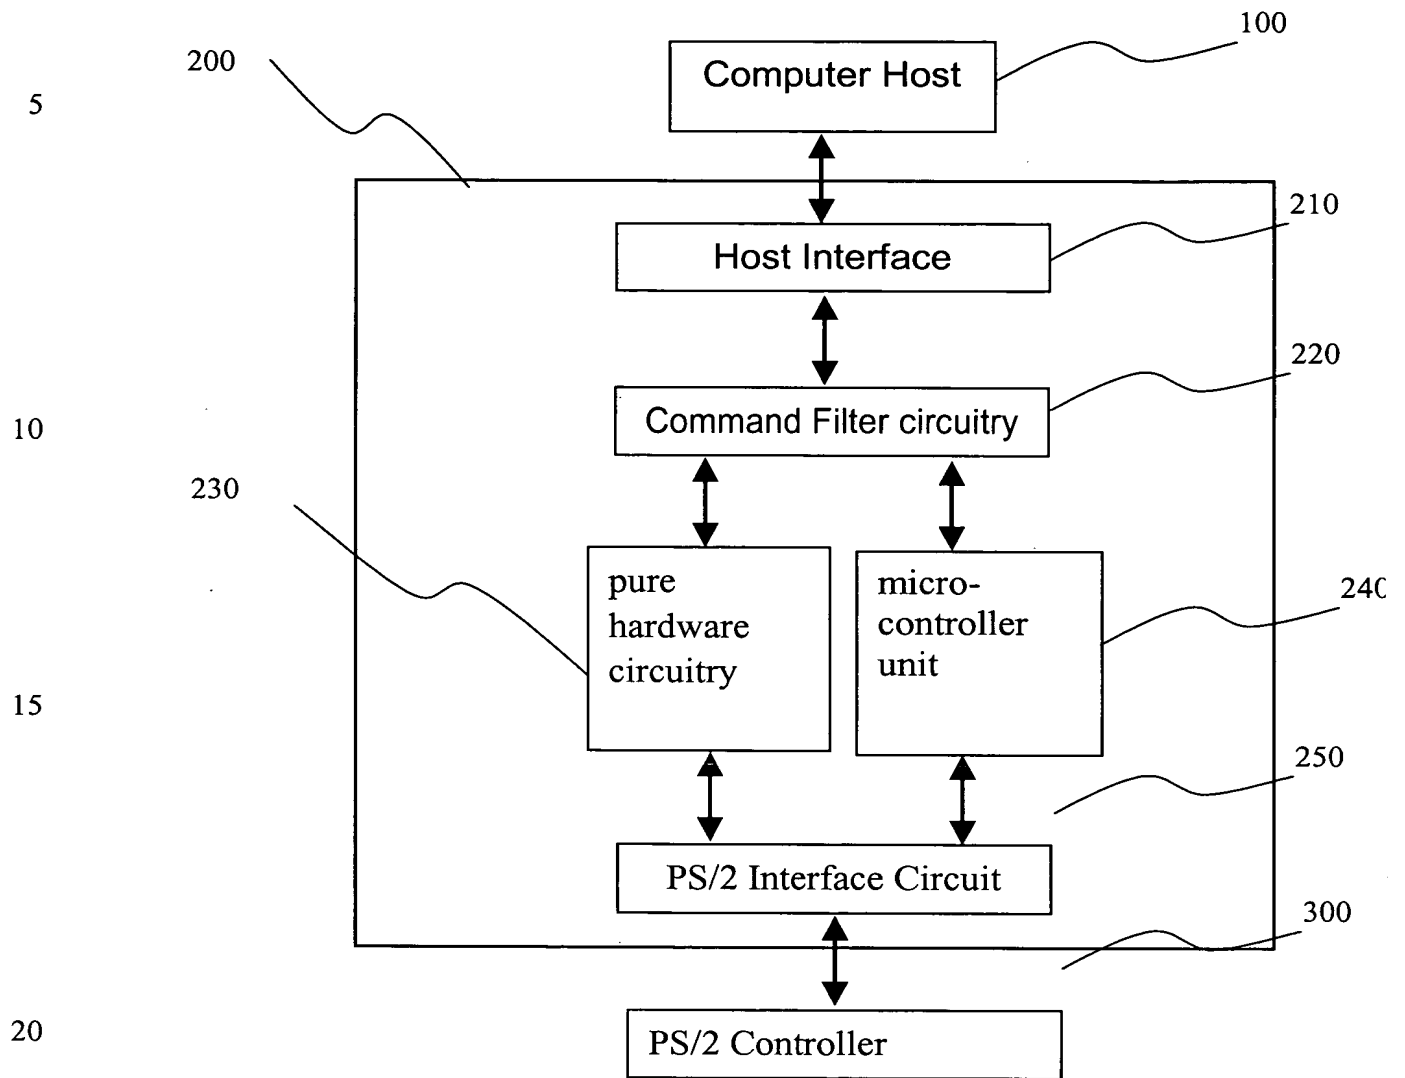 100
Computer Host
200
5
210
Host Interface
220
Command Filter circuitry
10
230
pure
hardware
circuitry
micro-
controller
unit
240
15
250
PS/2 Interface Circuit
300
20
PS/2 Controller